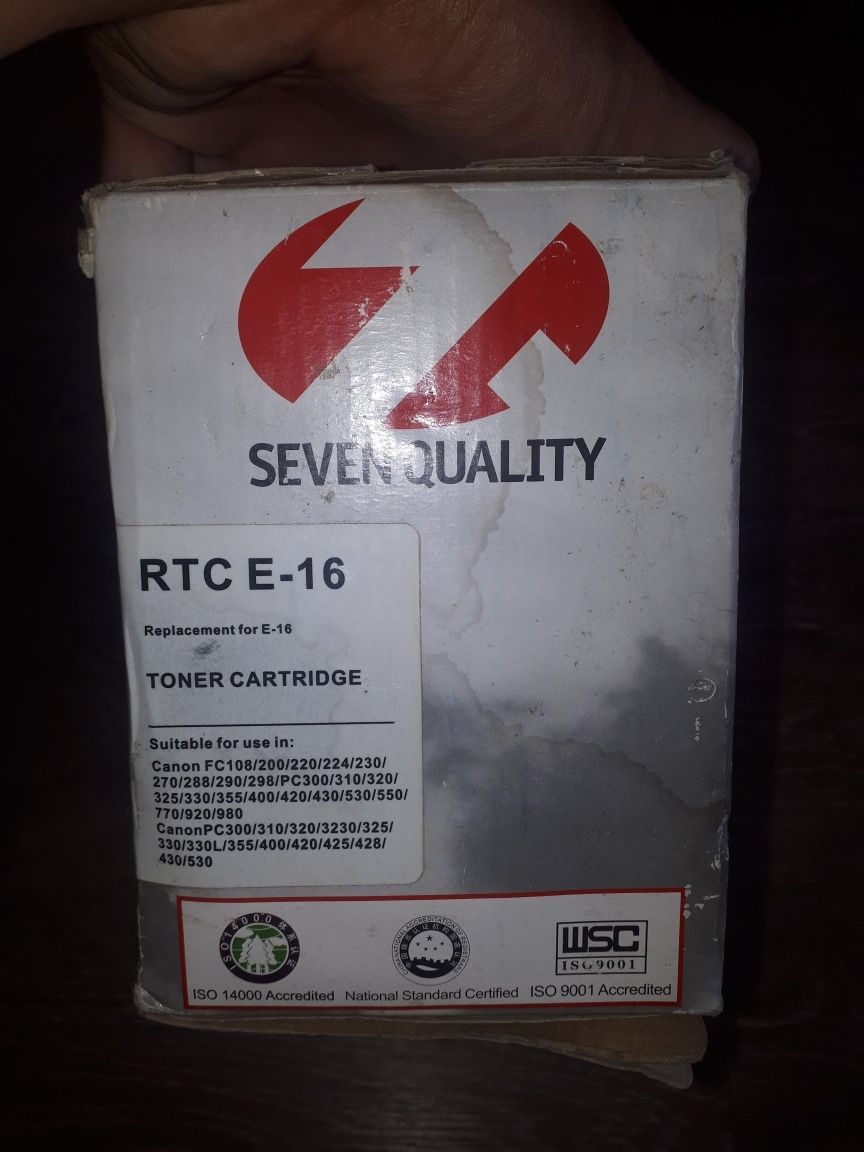 SEVEN QUALITY
RTC E-16
Replacement for E-16
TONER CARTRIDGE
Suitable for use in:
Canon FC108/200/220/224/230/
270/288/290/298/PC300/310/320/
325/330/355/400/420/430/530/550/
770/920/980
CanonPC300/310/320/3230/325/
330/330L/355/400/420/425/428/
430/530
ISO14000
WSC
ISO9001
ISO 14000 Accredited National Standard Certified ISO 9001 Accredited